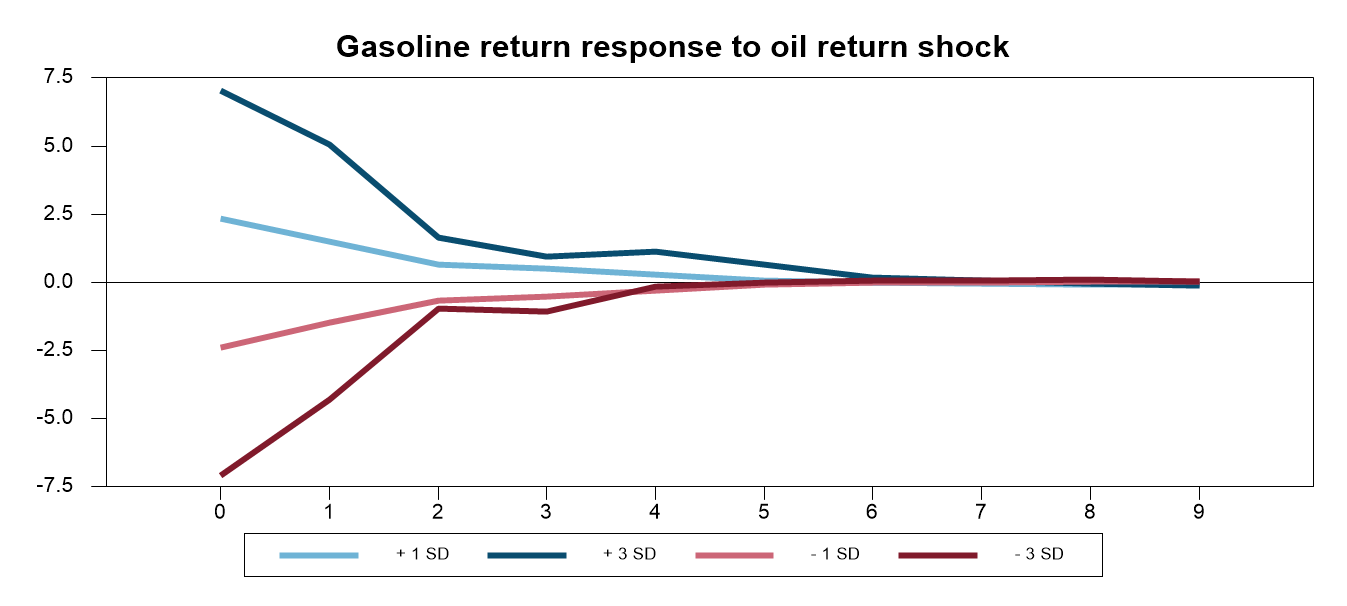 Gasoline return response to oil return shock
7.5
5.0
2.5
0.0
-2.5
-5.0
-7.5
0 1 2 3 4 5 6 7 8 9
+ 1 SD + 3 SD - 1 SD - 3 SD